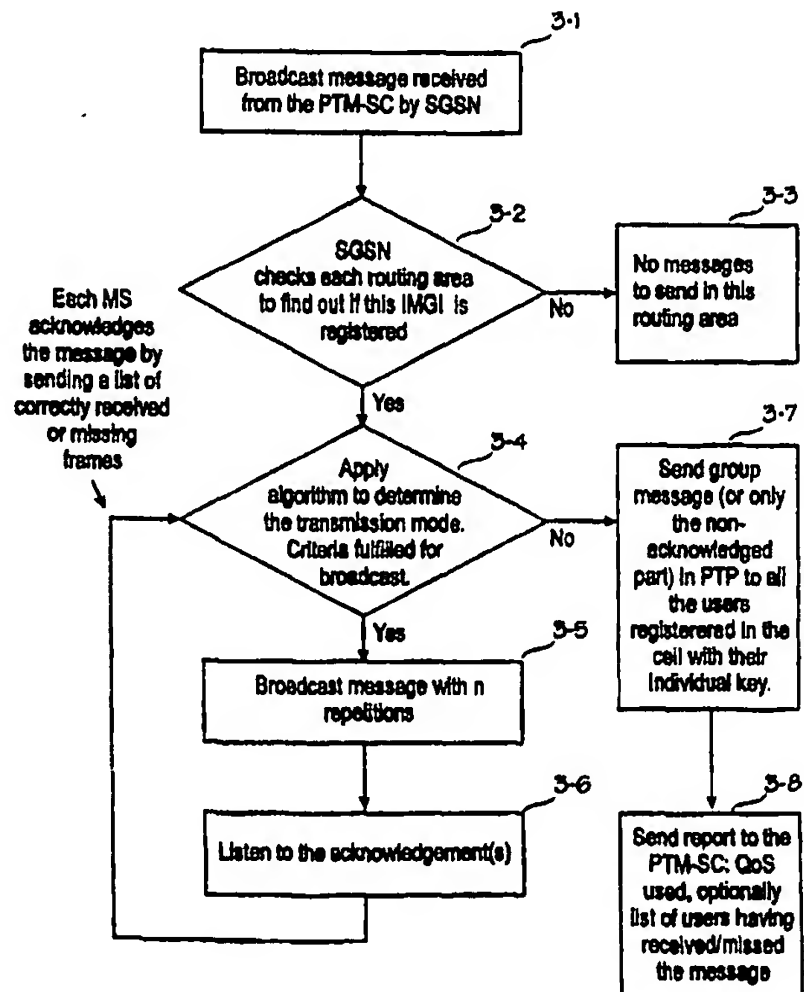 3-1
Broadcast message received
from the PTM-SC by SGSN
3-2
SGSN
checks each routing area
to find out if this IMGI is
registered
No
3-3
No messages
to send in this
routing area
Each MS
acknowledges
the message by
sending a list of
correctly received
or missing
frames
Yes
3-4
Apply
algorithm to determine
the transmission mode.
Criteria fulfilled for
broadcast.
No
3-7
Send group
message (or only
the non-
acknowledged
part) in PTP to all
the users
registerered in the
cell with their
individual key.
Yes
3-5
Broadcast message with n
repetitions
3-6
Listen to the acknowledgement(s)
3-8
Send report to the
PTM-SC: QoS
used, optionally
list of users having
received/missed
the message